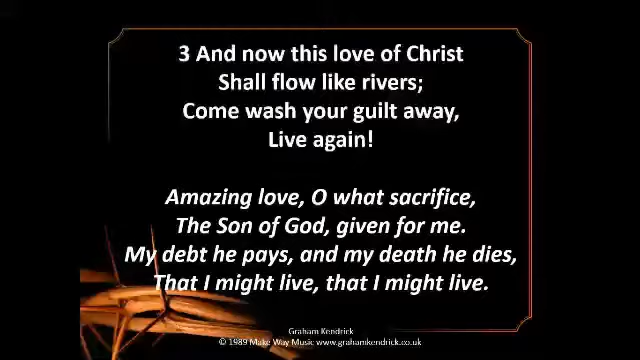 3 And now this love of Christ
Shall flow like rivers;
Come wash your guilt away,
Live again!
Amazing love, O what sacrifice,
The Son of God, given for me.
My debt he pays, and my death he dies,
That I might live, that I might live.
Graham Kendrick
© 1989 Make Way Music www.grahamkendrick.co.uk